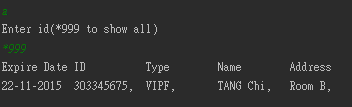 a
Enter id(*999 to show all)
*999
Expire Date ID Type Name Address
22-11-2015 303345675, VIPF, TANG Chi, Room B,